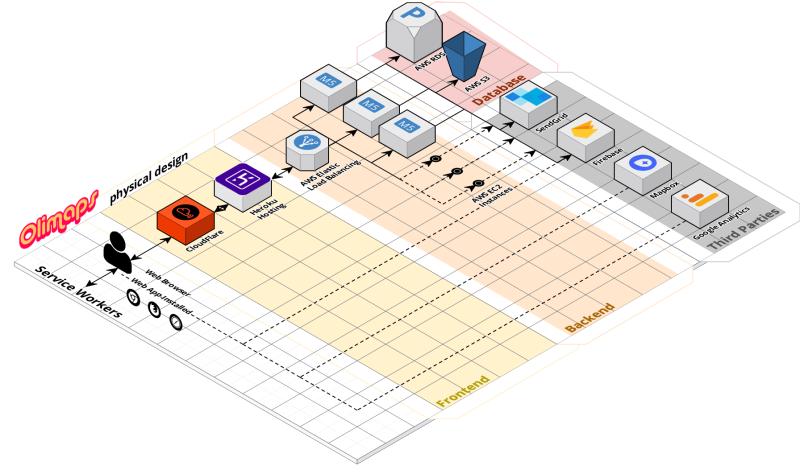 Olimaps
physical design
Service Workers
Web Browser
Web App.Installed
CloudFlare
Heroku
Hosting
AWS Elastic
Load Balancing
M5
M5
M5
AWS EC2
Instances
P
AWS RDS
AWS S3
Database
SendGrid
Firebase
Mapbox
Google Analytics
Third Parties
Backend
Frontend